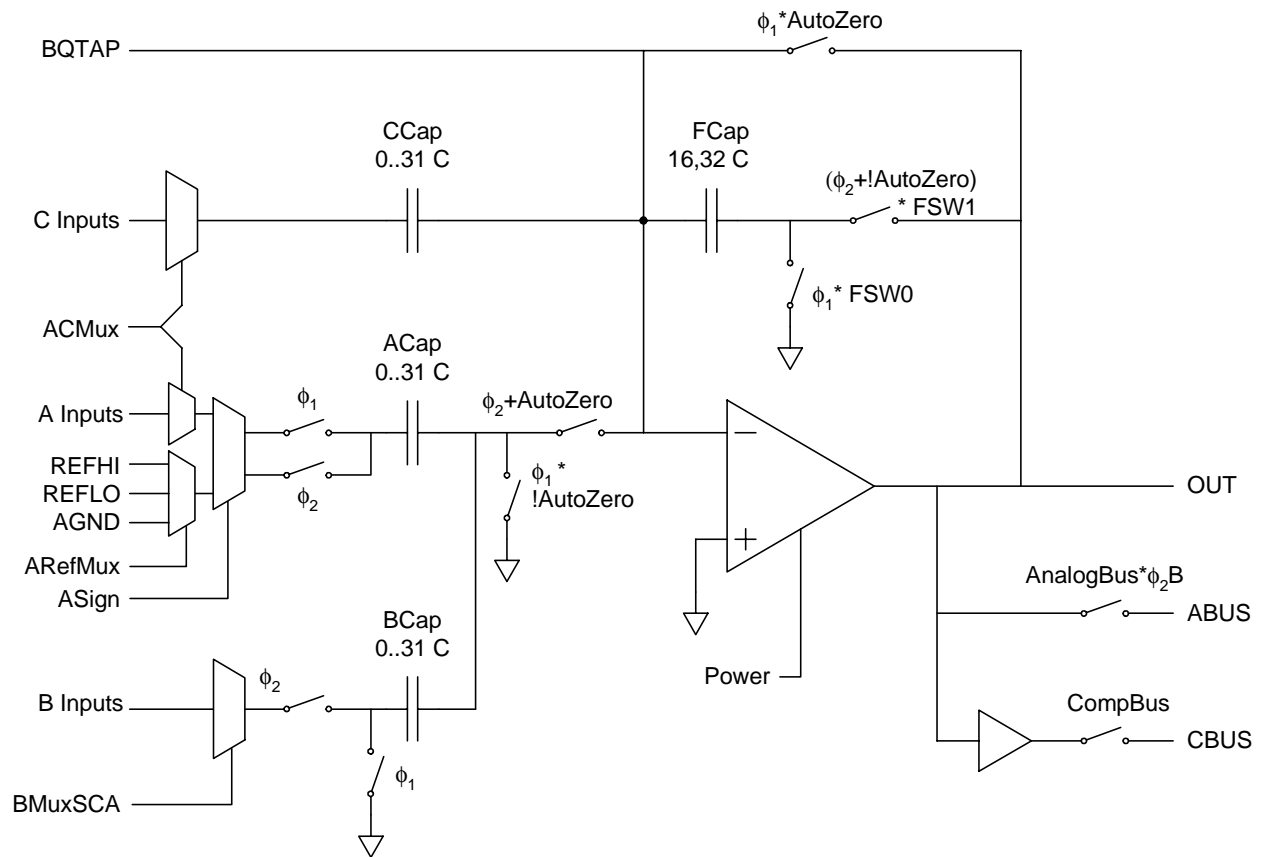 ϕ1*AutoZero
BQTAP
CCap
0..31 C
FCap
16,32 C
(ϕ2+!AutoZero)
* FSW1
C Inputs
ϕ1* FSW0
ACMux
ACap
0..31 C
ϕ1
ϕ2+AutoZero
A Inputs
REFHI
REFLO
AGND
ϕ2
ϕ1 *
!AutoZero
OUT
ARefMux
ASign
AnalogBus*ϕ2B
ABUS
BCap
0..31 C
Power
ϕ2
B Inputs
CompBus
CBUS
ϕ1
BMuxSCA